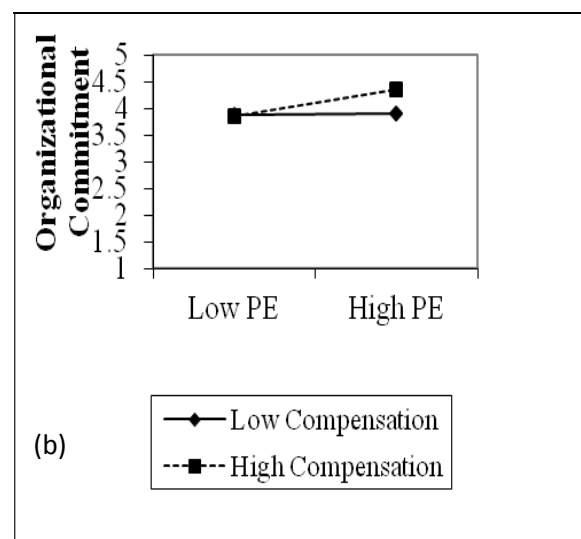 Organizational
Commitment
5
4.5
4
3.5
3
2.5
2
1.5
1
Low PE
High PE
(b)
Low Compensation
High Compensation